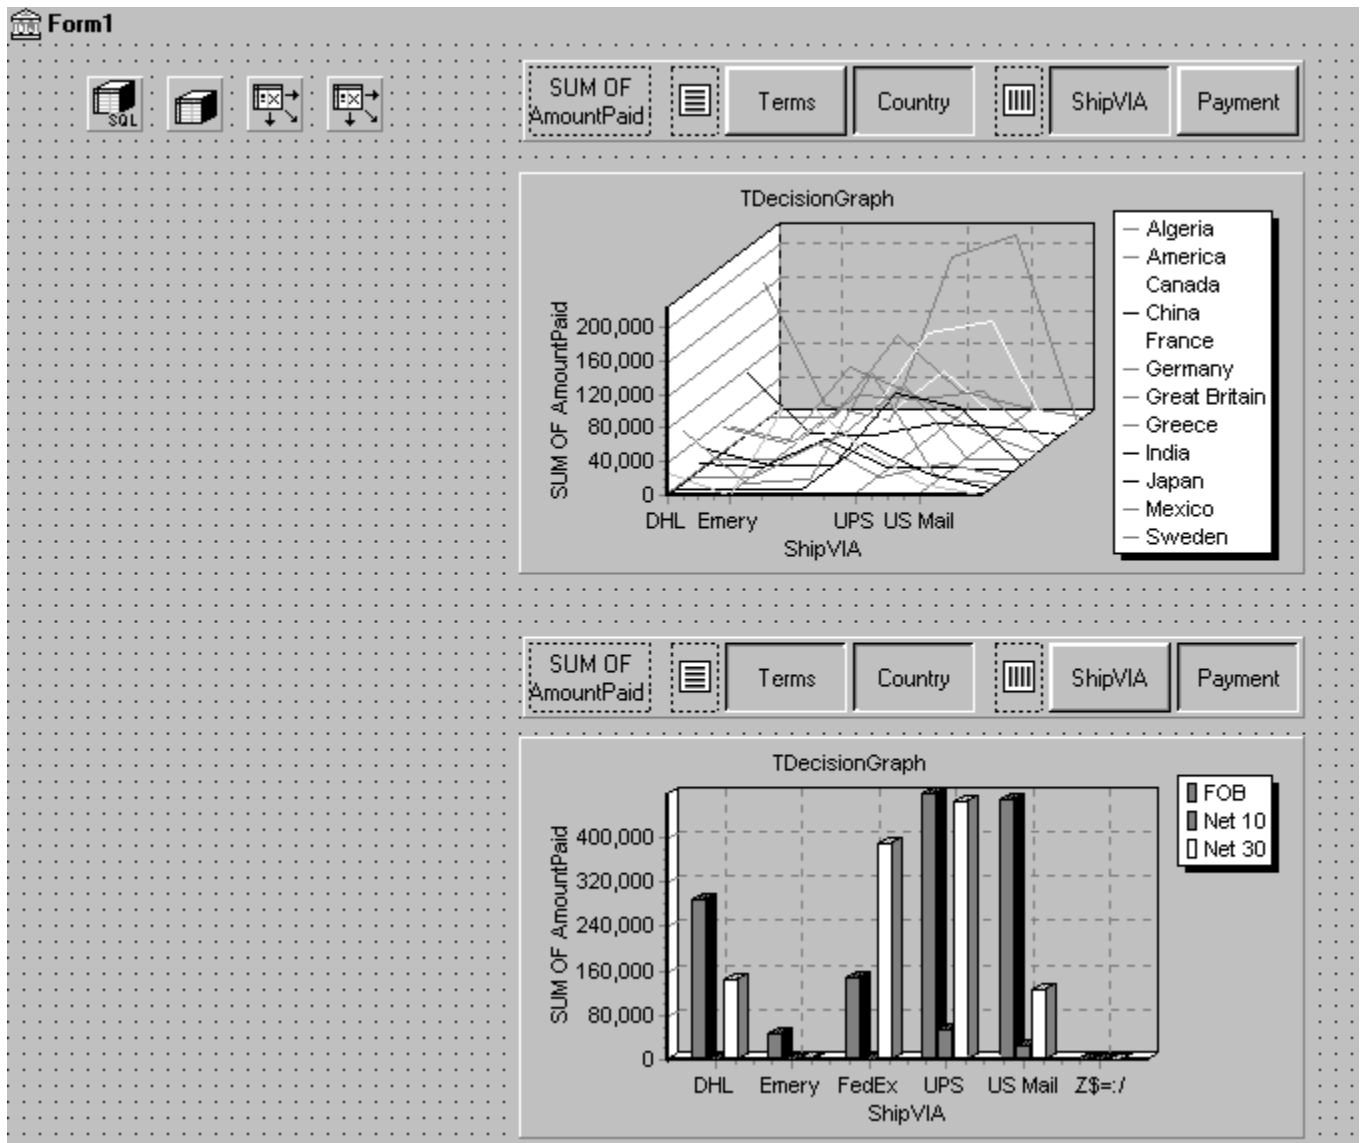 Form1
SQL
SUM OF
AmountPaid
Terms
Country
ShipVIA
Payment
TDecisionGraph
SUM OF AmountPaid
200,000
160,000
120,000
80,000
40,000
0
DHL Emery UPS US Mail
ShipVIA
Algeria
America
Canada
China
France
Germany
Great Britain
Greece
India
Japan
Mexico
Sweden
SUM OF
AmountPaid
Terms
Country
ShipVIA
Payment
TDecisionGraph
SUM OF AmountPaid
400,000
320,000
240,000
160,000
80,000
0
DHL Emery FedEx UPS US Mail Z$=:/
ShipVIA
FOB
Net 10
Net 30